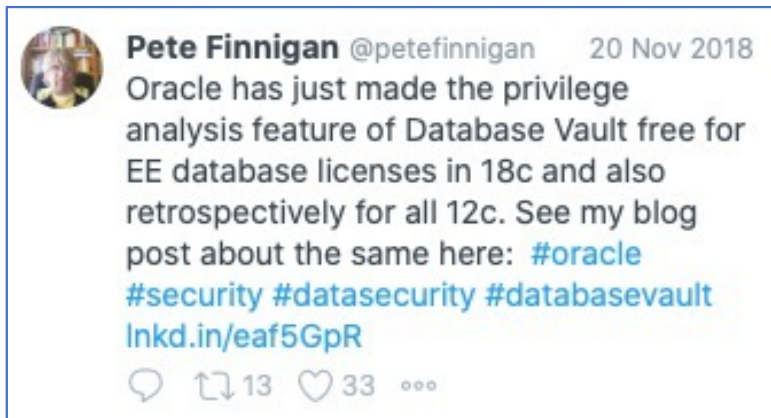 Pete Finnigan @petefinnigan 20 Nov 2018
Oracle has just made the privilege
analysis feature of Database Vault free for
EE database licenses in 18c and also
retrospectively for all 12c. See my blog
post about the same here: #oracle
#security #datasecurity #databasevault
lnkd.in/eaf5GpR
13 33